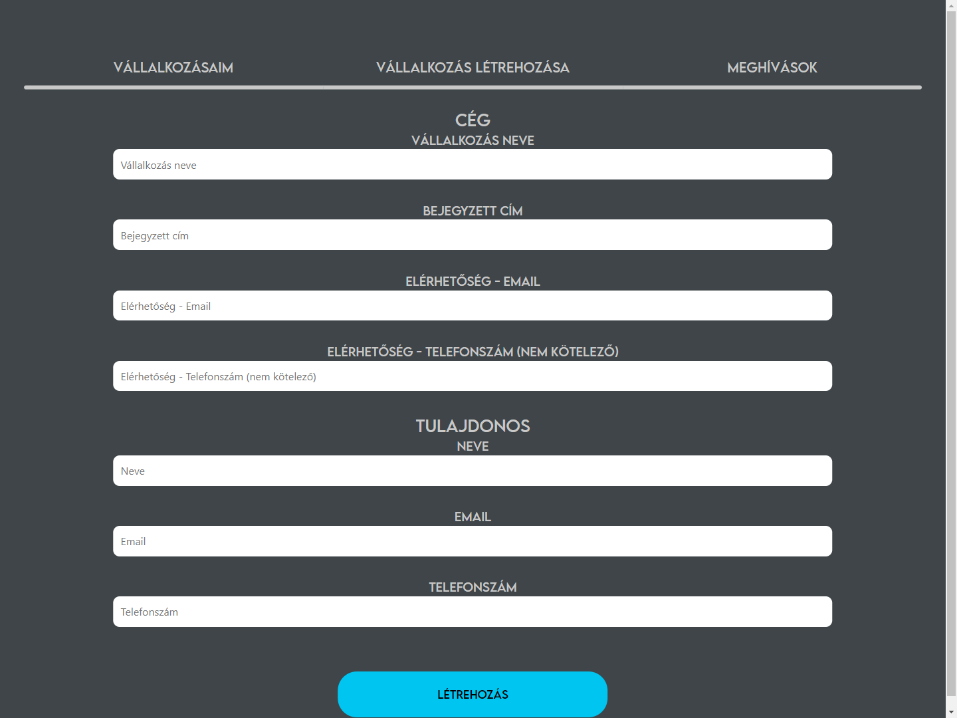 VÁLLALKOZÁSAIM VÁLLALKOZÁS LÉTREHOZÁSA MEGHÍVÁSOK
CÉG
VÁLLALKOZÁS NEVE
Vállalkozás neve
BEJEGYZETT CÍM
Bejegyzett cím
ELÉRHETŐSÉG - EMAIL
Elérhetőség - Email
ELÉRHETŐSÉG - TELEFONSZÁM (NEM KÖTELEZŐ)
Elérhetőség - Telefonszám (nem kötelező)
TULAJDONOS
NEVE
Neve
EMAIL
Email
TELEFONSZÁM
Telefonszám
LÉTREHOZÁS